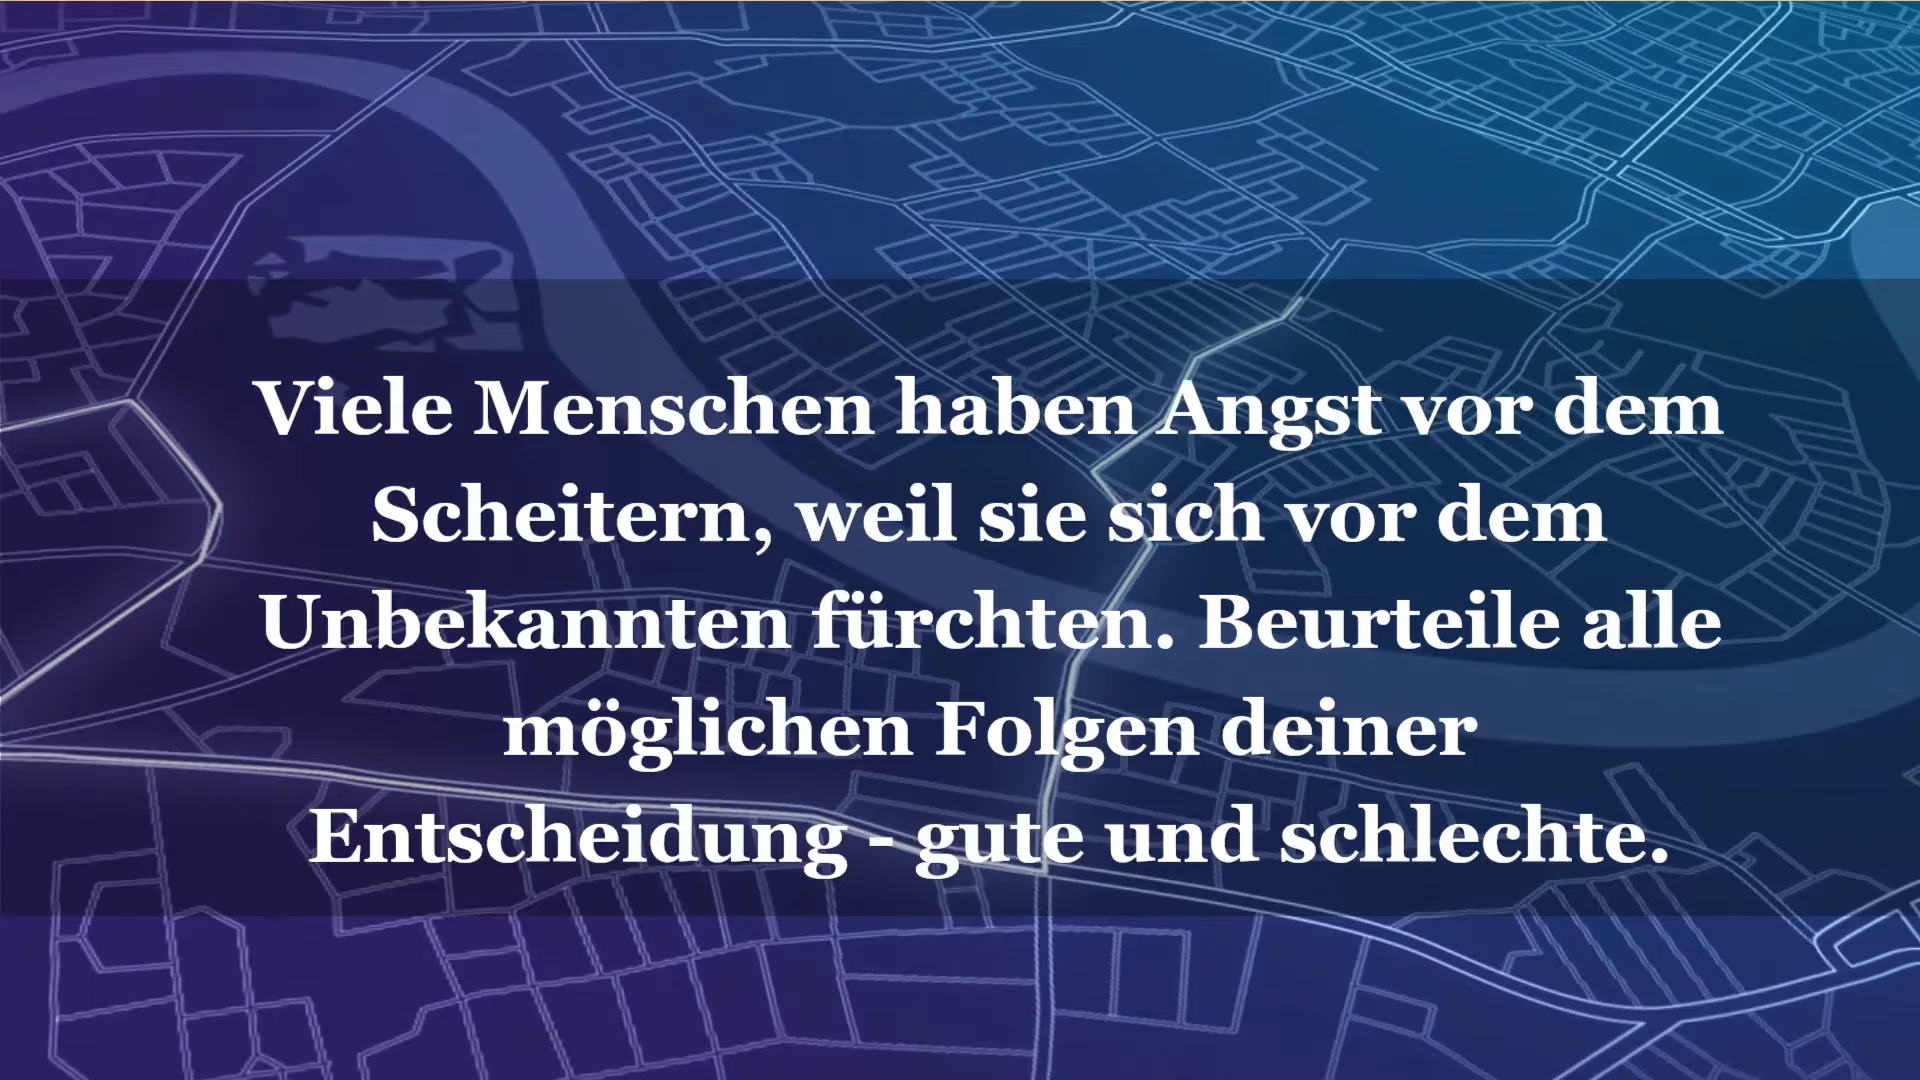 Viele Menschen haben Angst vor dem
Scheitern, weil sie sich vor dem
Unbekannten fürchten. Beurteile alle
möglichen Folgen deiner
Entscheidung - gute und schlechte.